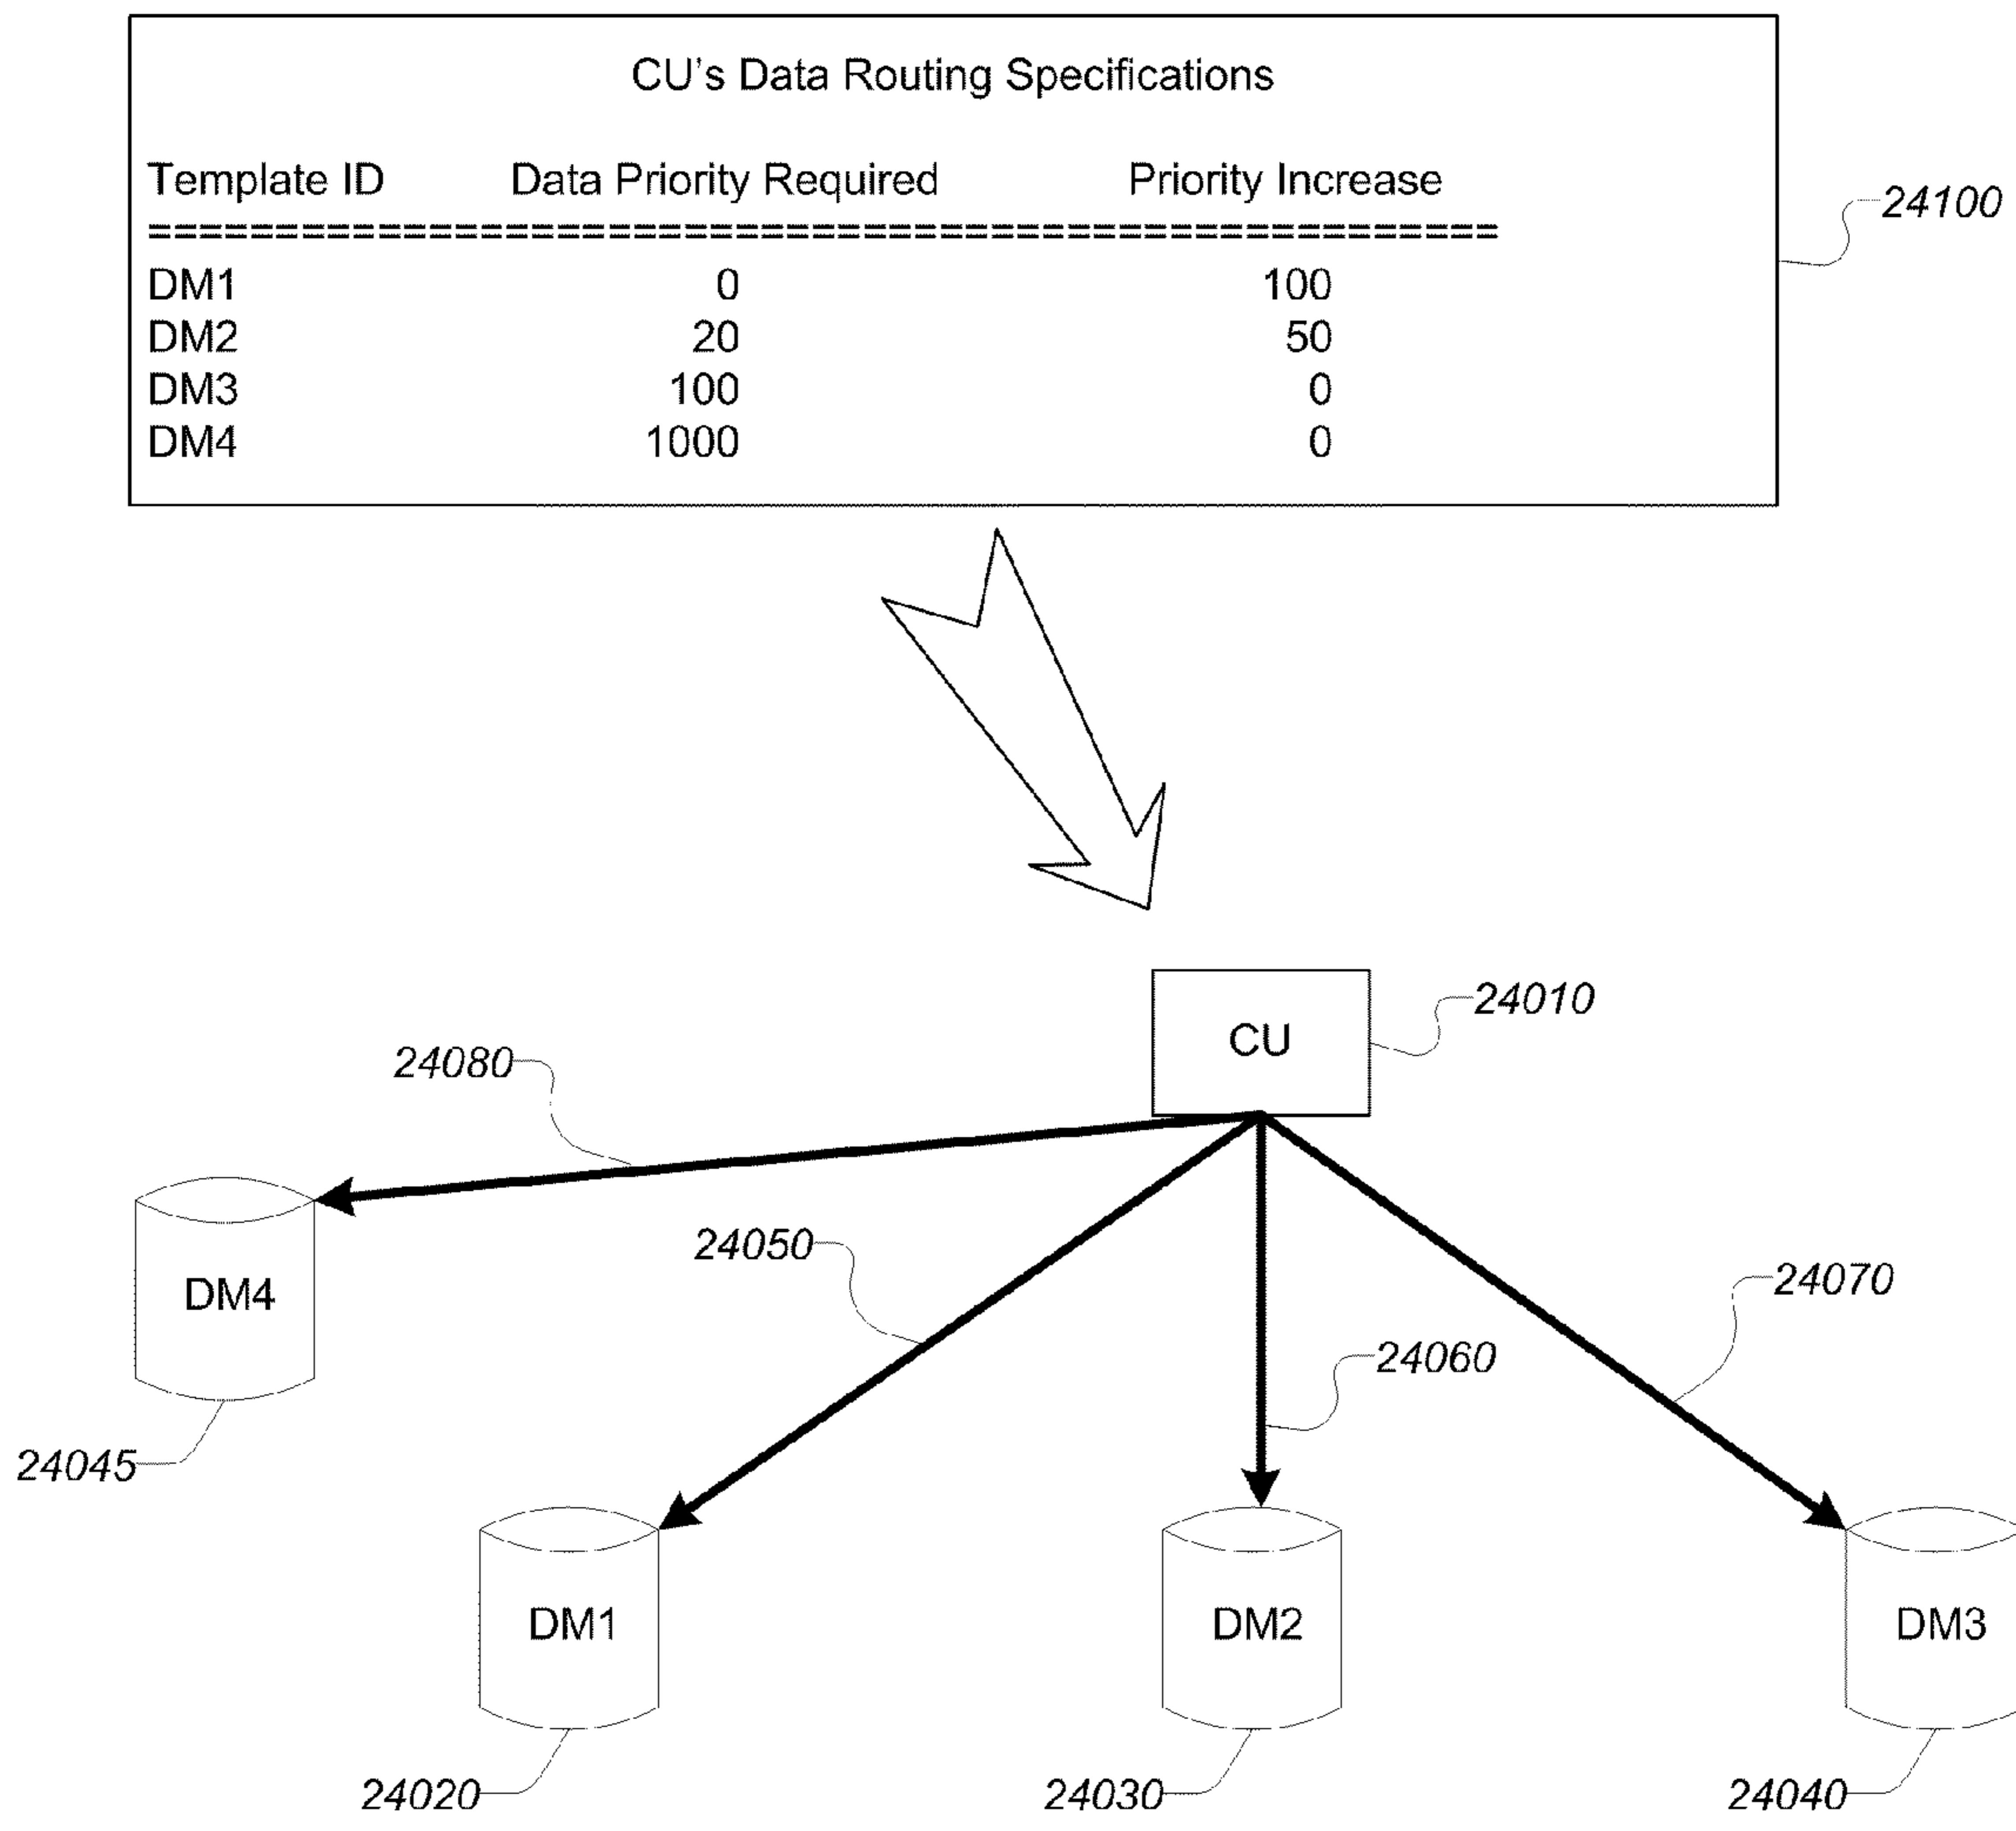 CU's Data Routing Specifications
Template ID Data Priority Required Priority Increase
=====================================================
DM1 0 100
DM2 20 50
DM3 100 0
DM4 1000 0
24100
CU
24010
24080
24050
24070
24060
DM4
24045
DM1
DM2
DM3
24020
24030
24040